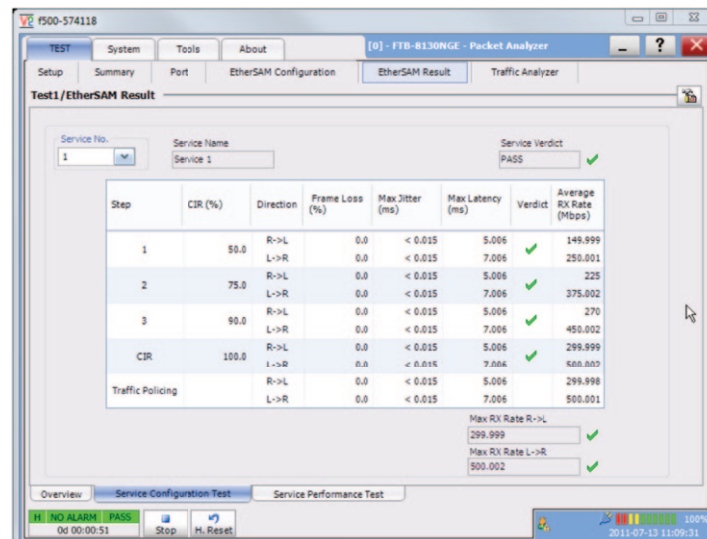 f500-574118
TEST System Tools About [0] - FTB-8130NGE - Packet Analyzer
Setup Summary Port EtherSAM Configuration EtherSAM Result Traffic Analyzer
Test1/EtherSAM Result
Service No. Service Name Service Verdict
1 Service 1 PASS
Step CIR (%) Direction Frame Loss (%) Max Jitter (ms) Max Latency (ms) Verdict Average RX Rate (Mbps)
R->L 0.0 < 0.015 5.006 149.999
1 50.0
L->R 0.0 < 0.015 7.006 250.001
R->L 0.0 < 0.015 5.006 225
2 75.0
L->R 0.0 < 0.015 7.006 375.002
R->L 0.0 < 0.015 5.006 270
3 90.0
L->R 0.0 < 0.015 7.006 450.002
R->L 0.0 < 0.015 5.006 299.999
CIR 100.0
L->R 0.0 < 0.015 7.006 500.002
R->L 0.0 < 0.015 5.006 299.998
Traffic Policing
L->R 0.0 < 0.015 7.006 500.001
Max RX Rate R->L
299.999
Max RX Rate L->R
500.002
Overview Service Configuration Test Service Performance Test
H NO ALARM PASS
0d 00:00:51 Stop H. Reset
100%
2011-07-13 11:09:31